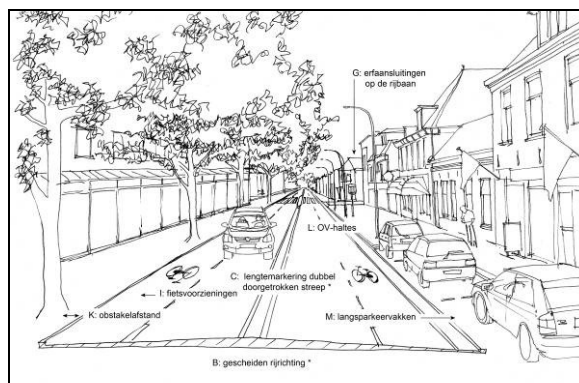 G: erfaansluitingen
op de rijbaan
L: OV-haltes
C: lengtemarkering dubbel
doorgetrokken streep *
I: fietsvoorzieningen
K: obstakelafstand
M: langsparkeervakken
B: gescheiden rijrichting *